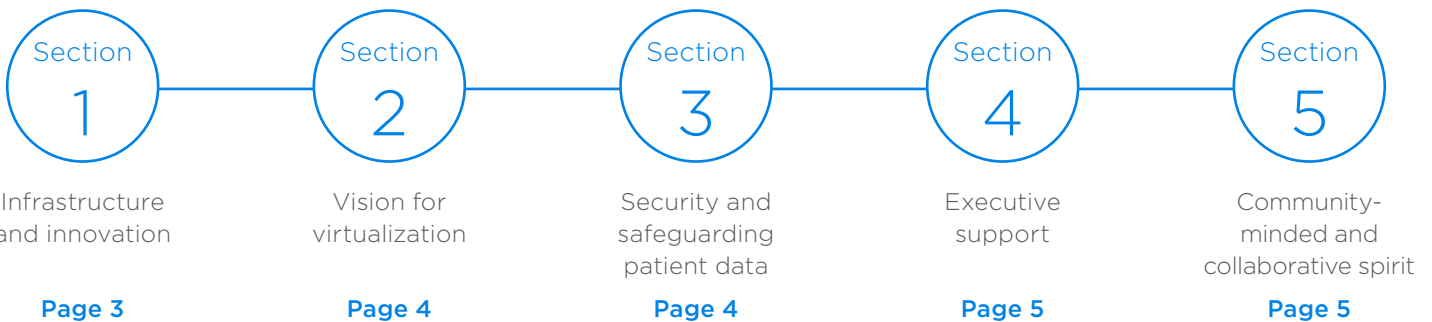 Section
1
Infrastructure
and innovation
Page 3
Section
2
Vision for
virtualization
Page 4
Section
3
Security and
safeguarding
patient data
Page 4
Section
4
Executive
support
Page 5
Section
5
Community-
minded and
collaborative spirit
Page 5